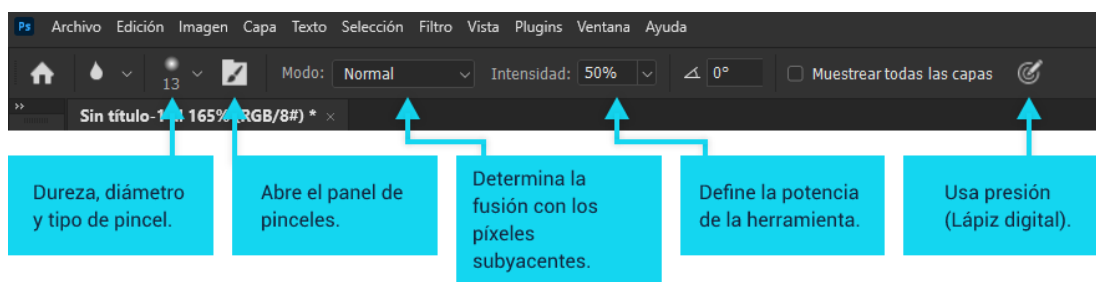 Ps Archivo Edición Imagen Capa Texto Selección Filtro Vista Plugins Ventana Ayuda
13 Modo: Normal Intensidad: 50% 0° Muestrear todas las capas
Sin título-1 165% (RGB/8#) * ×
Dureza, diámetro
y tipo de pincel.
Abre el panel de
pinceles.
Determina la
fusión con los
píxeles
subyacentes.
Define la potencia
de la herramienta.
Usa presión
(Lápiz digital).